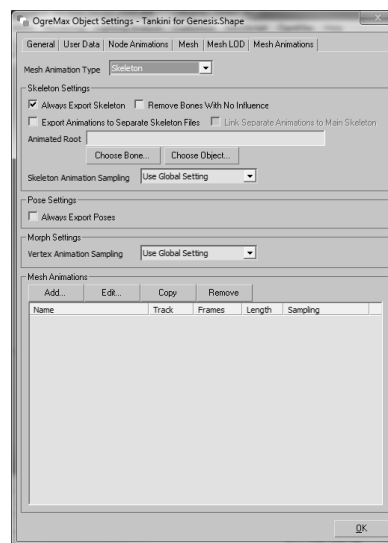 OgreMax Object Settings - Tankini for Genesis.Shape
General User Data Node Animations Mesh Mesh LOD Mesh Animations
Mesh Animation Type Skeleton
Skeleton Settings
Always Export Skeleton Remove Bones With No Influence
Export Animations to Separate Skeleton Files Link Separate Animations to Main Skeleton
Animated Root
Choose Bone... Choose Object...
Skeleton Animation Sampling Use Global Setting
Pose Settings
Always Export Poses
Morph Settings
Vertex Animation Sampling Use Global Setting
Mesh Animations
Add... Edit... Copy Remove
Name Track Frames Length Sampling
OK